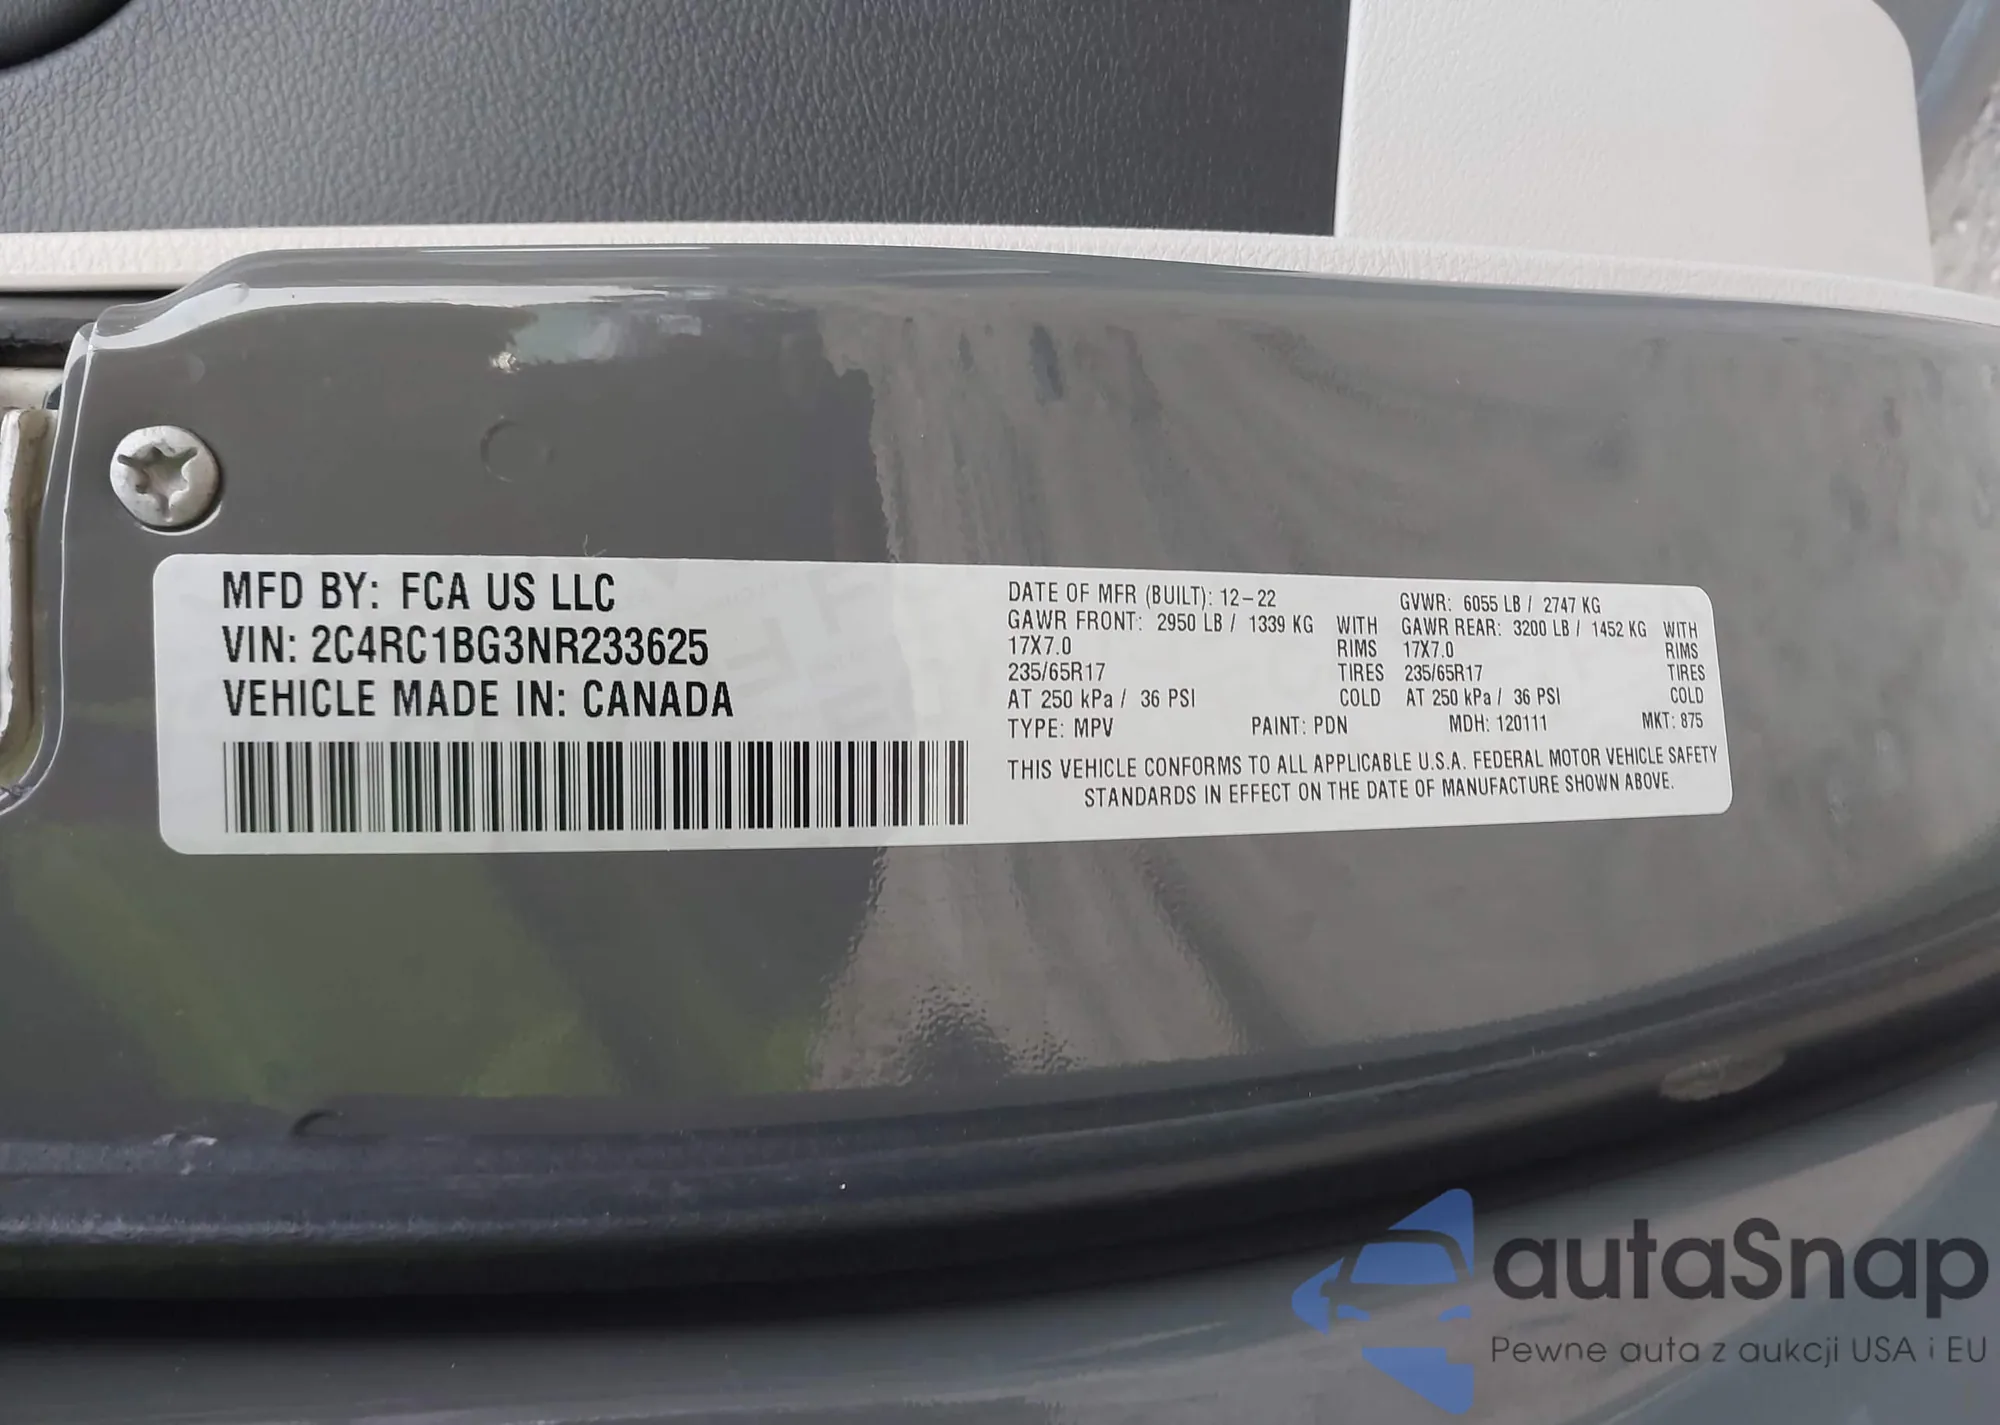 MFD BY: FCA US LLC
VIN: 2C4RC1BG3NR233625
VEHICLE MADE IN: CANADA
DATE OF MFR (BUILT): 12-22 GVWR: 6055 LB / 2747 KG
GAWR FRONT: 2950 LB / 1339 KG WITH GAWR REAR: 3200 LB / 1452 KG WITH
17X7.0 RIMS 17X7.0 RIMS
235/65R17 TIRES 235/65R17 TIRES
AT 250 kPa / 36 PSI COLD AT 250 kPa / 36 PSI COLD
TYPE: MPV PAINT: PDN MDH: 120111 MKT: 875
THIS VEHICLE CONFORMS TO ALL APPLICABLE U.S.A. FEDERAL MOTOR VEHICLE SAFETY
STANDARDS IN EFFECT ON THE DATE OF MANUFACTURE SHOWN ABOVE.
autaSnap
Pewne auta z aukcji USA i EU